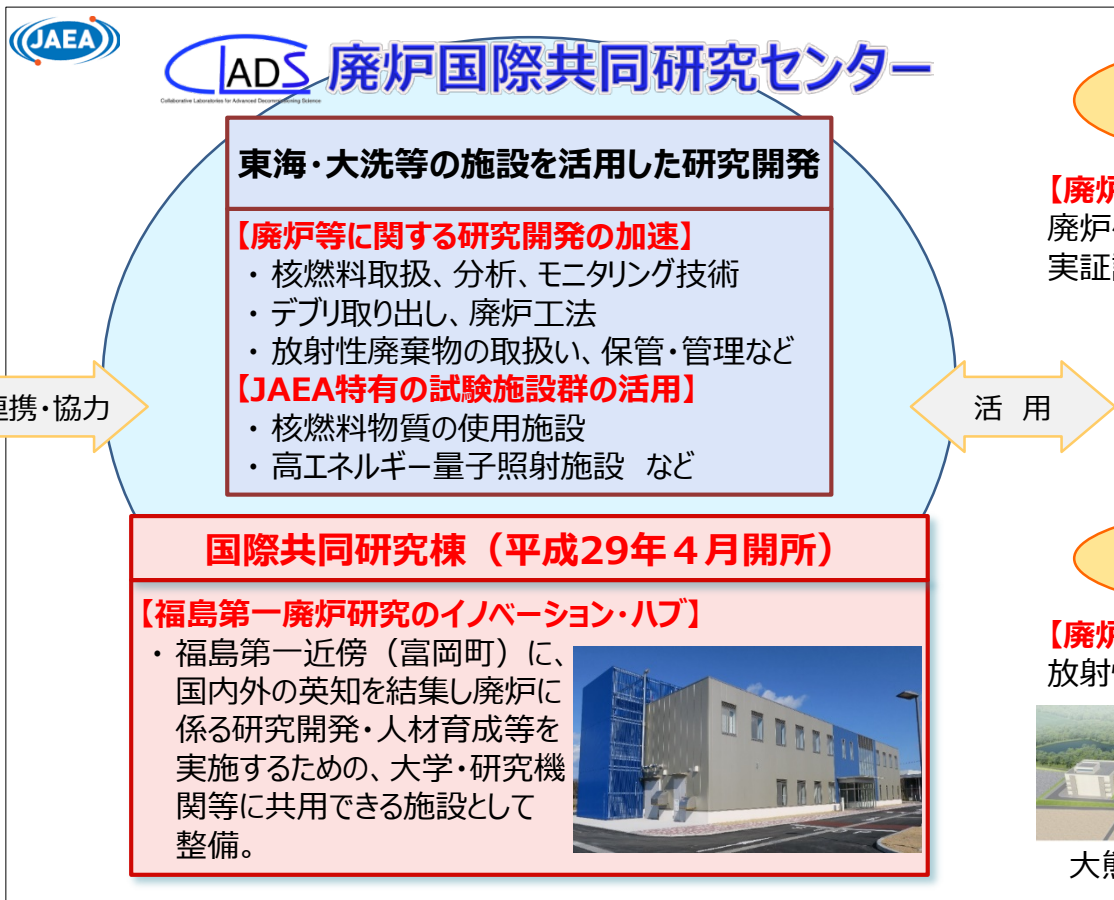 JAEA
CLADS 廃炉国際共同研究センター
Collaborative Laboratories for Advanced Decommissioning Science
東海・大洗等の施設を活用した研究開発
【廃炉等に関する研究開発の加速】
・核燃料取扱、分析、モニタリング技術
・デブリ取り出し、廃炉工法
・放射性廃棄物の取扱い、保管・管理など
【JAEA特有の試験施設群の活用】
・核燃料物質の使用施設
・高エネルギー量子照射施設 など
携・協力
活 用
国際共同研究棟（平成29年４月開所）
【福島第一廃炉研究のイノベーション・ハブ】
・福島第一近傍（富岡町）に、
国内外の英知を結集し廃炉に
係る研究開発・人材育成等を
実施するための、大学・研究機
関等に共用できる施設として
整備。
【廃炉
廃炉
実証
【廃炉
放射
大熊